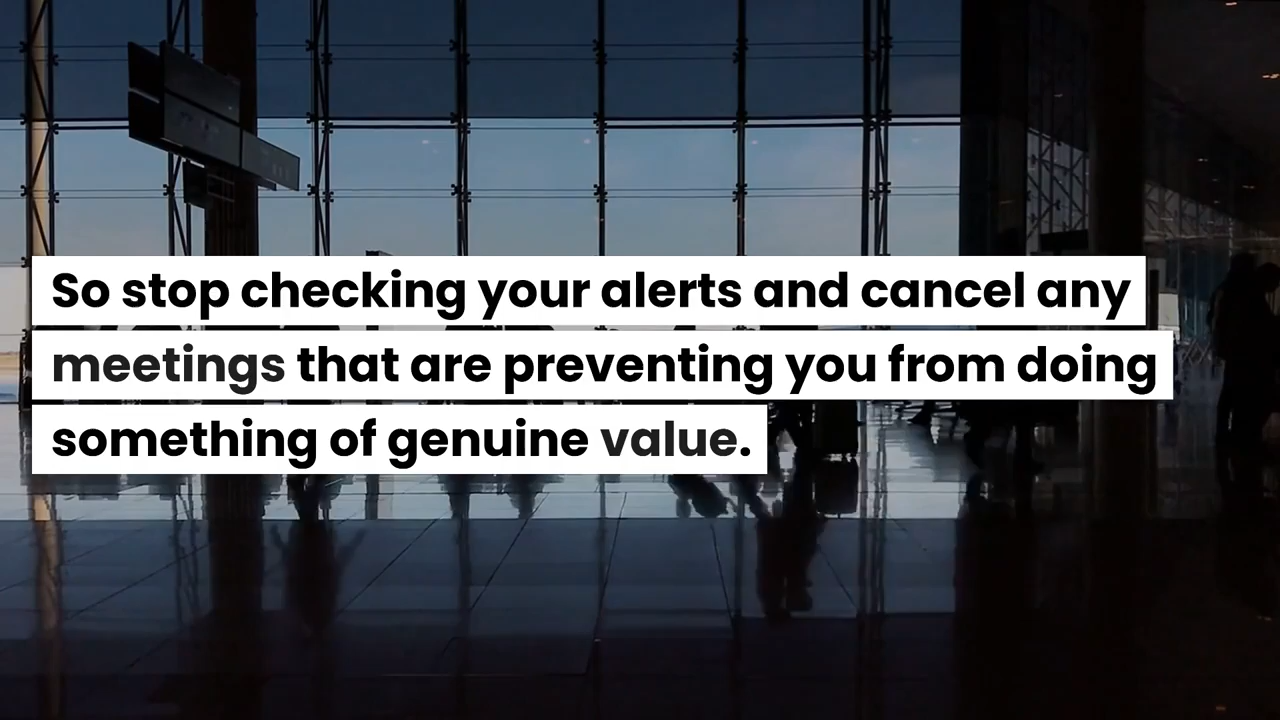 So stop checking your alerts and cancel any
meetings that are preventing you from doing
something of genuine value.